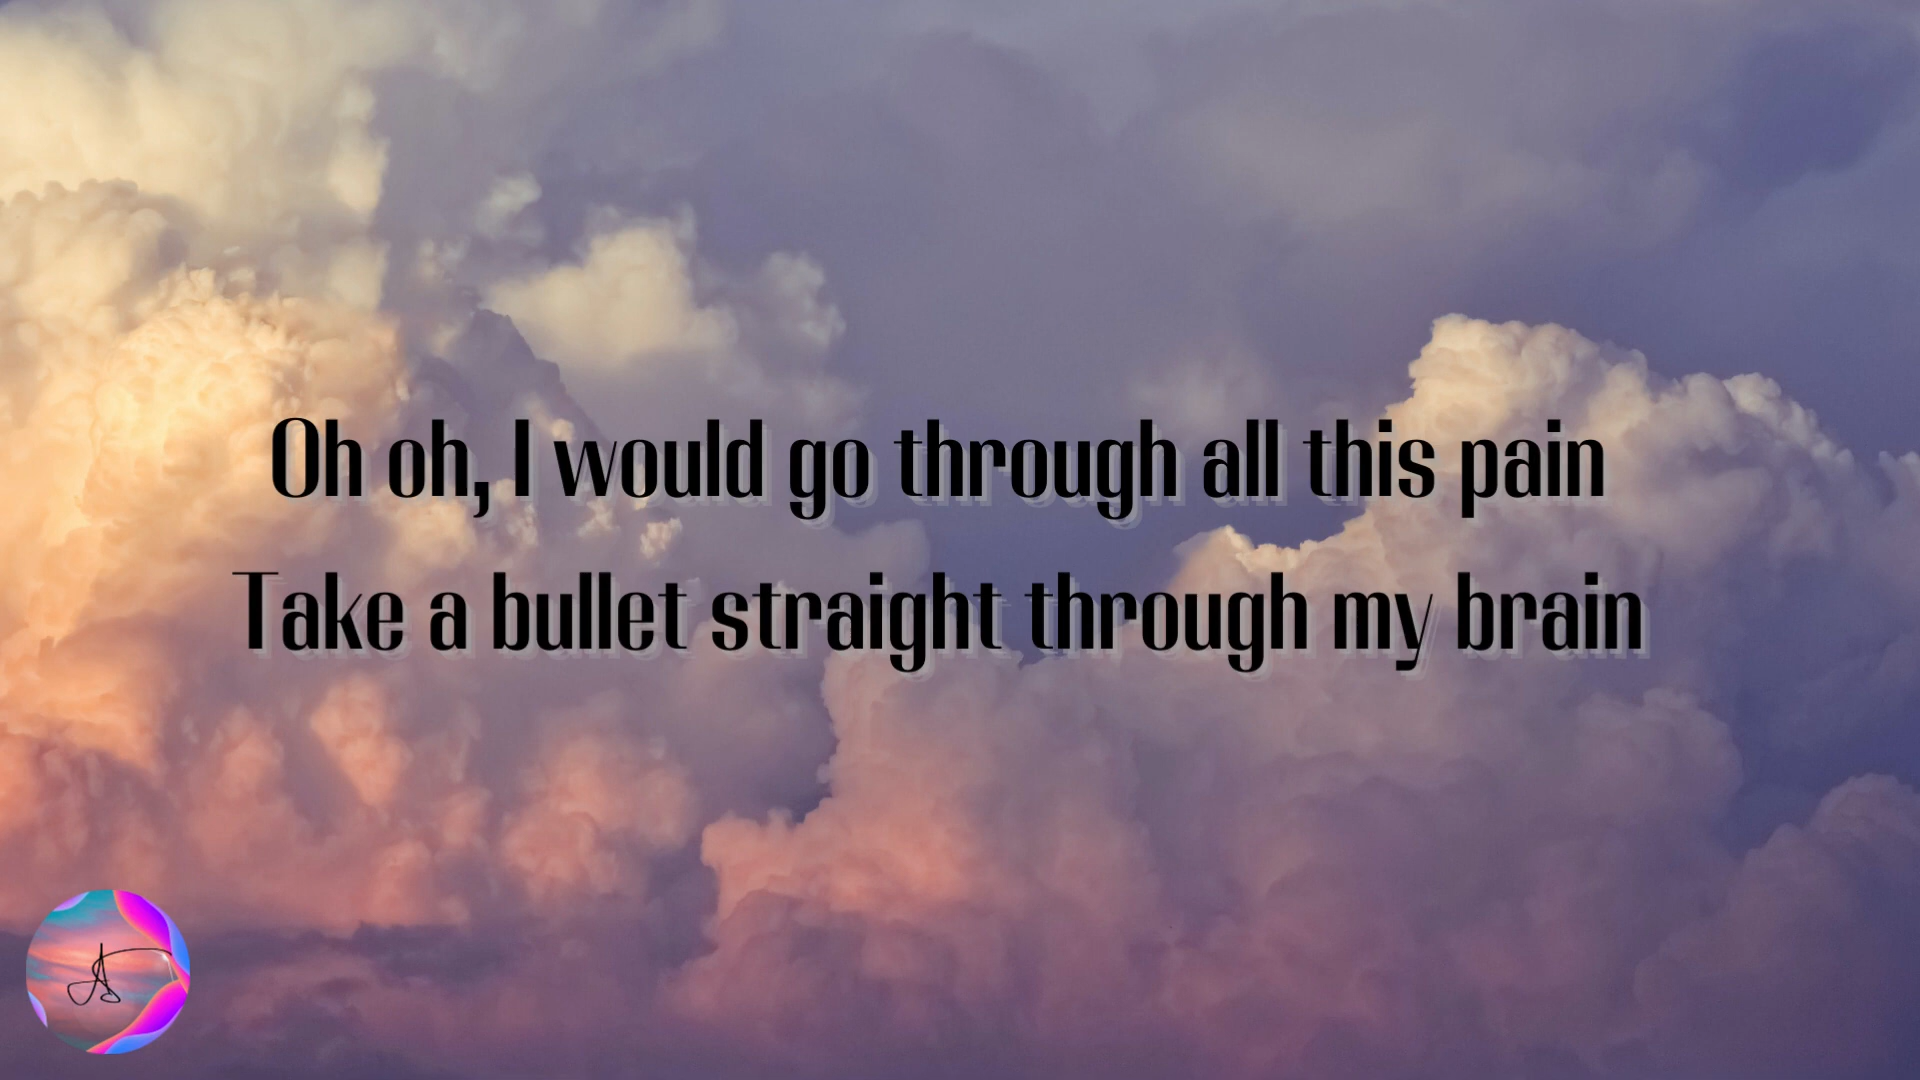 Oh oh, I would go through all this pain
Take a bullet straight through my brain